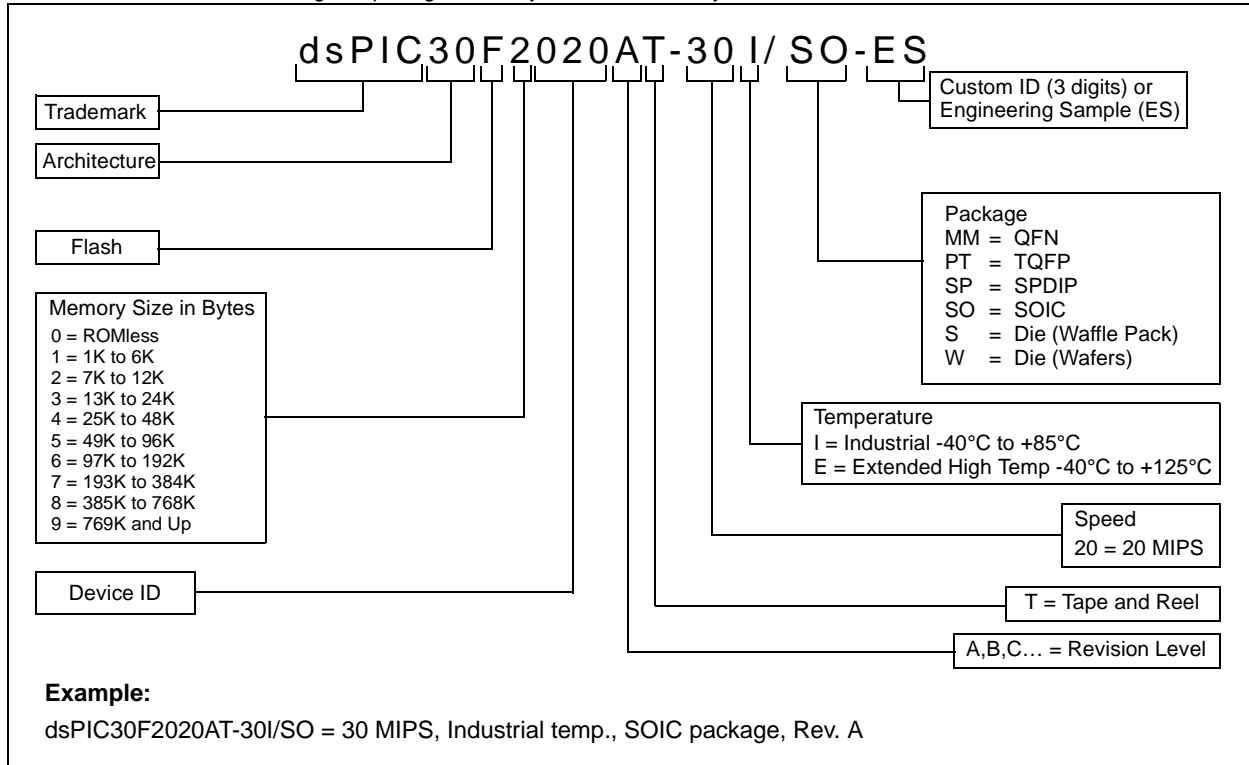 dsPIC30F2020AT-30I/SO-ES
Custom ID (3 digits) or
Engineering Sample (ES)
Trademark
Architecture
Flash
Package
MM = QFN
PT = TQFP
SP = SPDIP
SO = SOIC
S = Die (Waffle Pack)
W = Die (Wafers)
Memory Size in Bytes
0 = ROMless
1 = 1K to 6K
2 = 7K to 12K
3 = 13K to 24K
4 = 25K to 48K
5 = 49K to 96K
6 = 97K to 192K
7 = 193K to 384K
8 = 385K to 768K
9 = 769K and Up
Temperature
I = Industrial -40°C to +85°C
E = Extended High Temp -40°C to +125°C
Speed
20 = 20 MIPS
Device ID
T = Tape and Reel
A,B,C… = Revision Level
Example:
dsPIC30F2020AT-30I/SO = 30 MIPS, Industrial temp., SOIC package, Rev. A